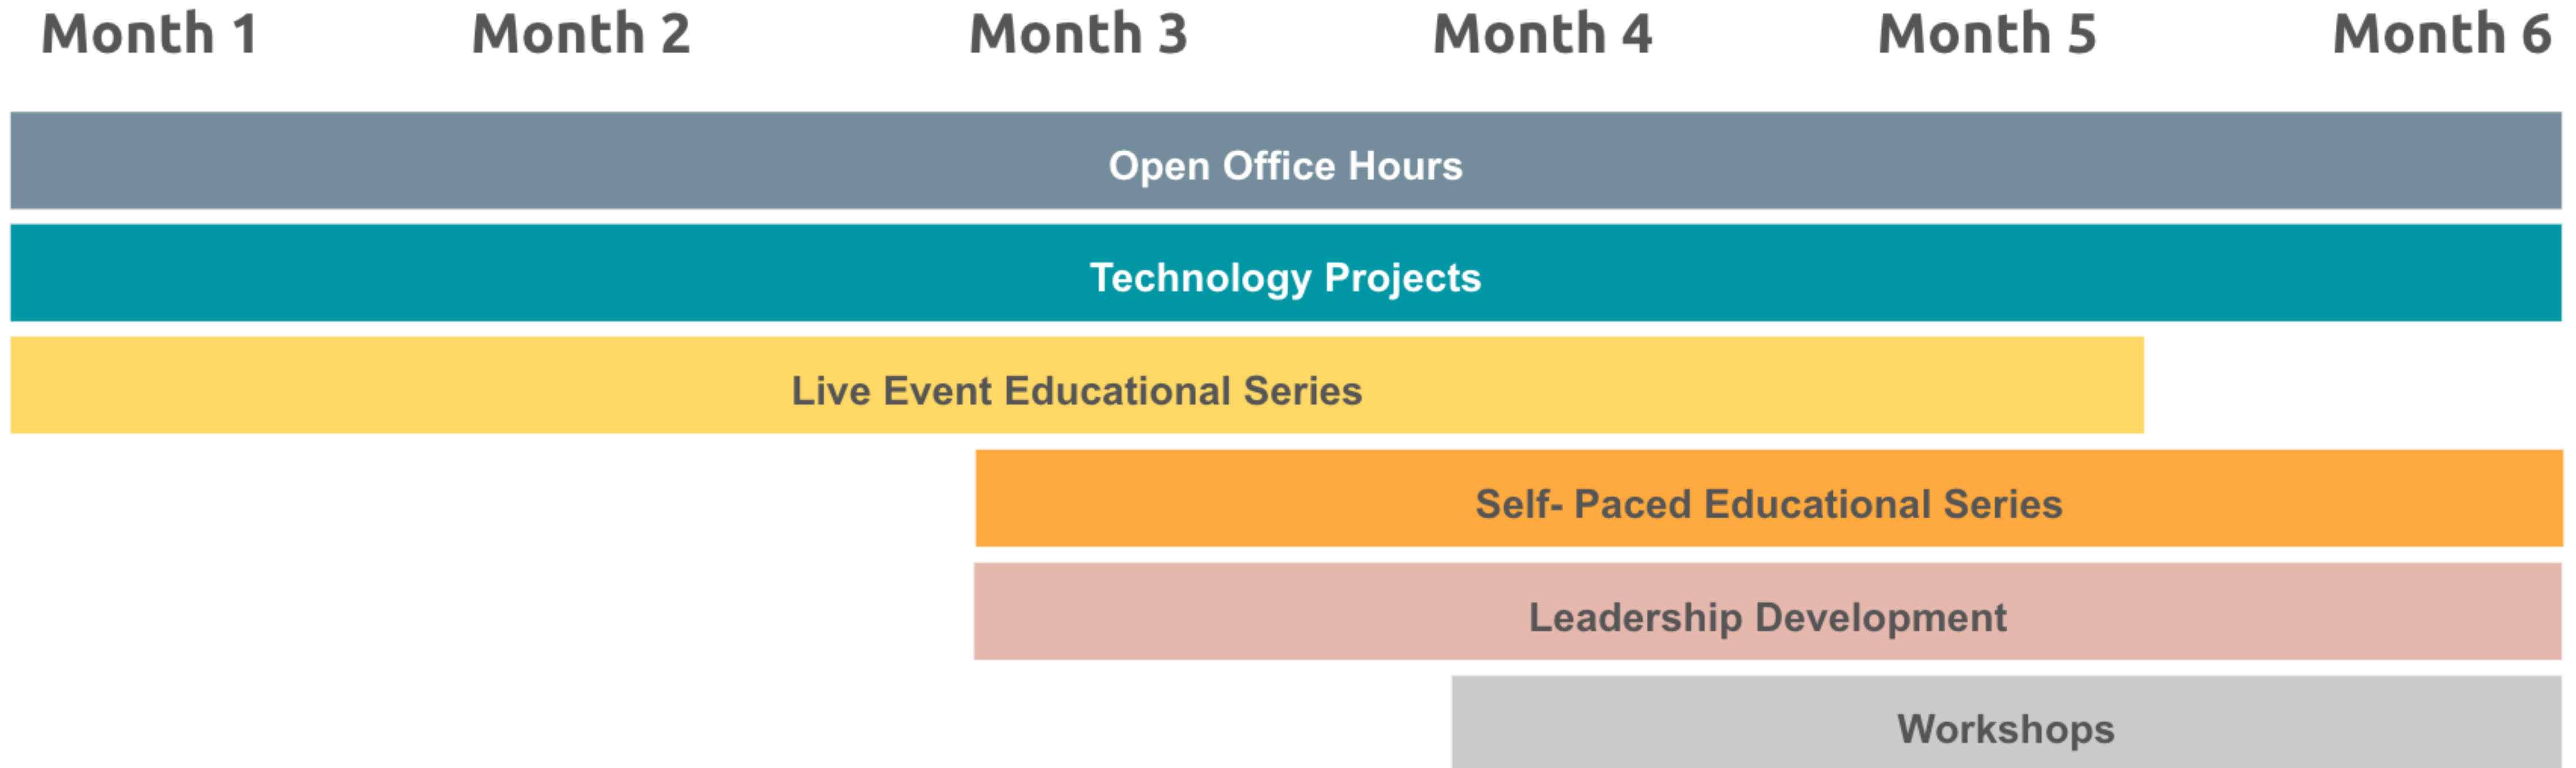 Month 1 Month 2 Month 3 Month 4 Month 5 Month 6
Open Office Hours
Technology Projects
Live Event Educational Series
Self- Paced Educational Series
Leadership Development
Workshops